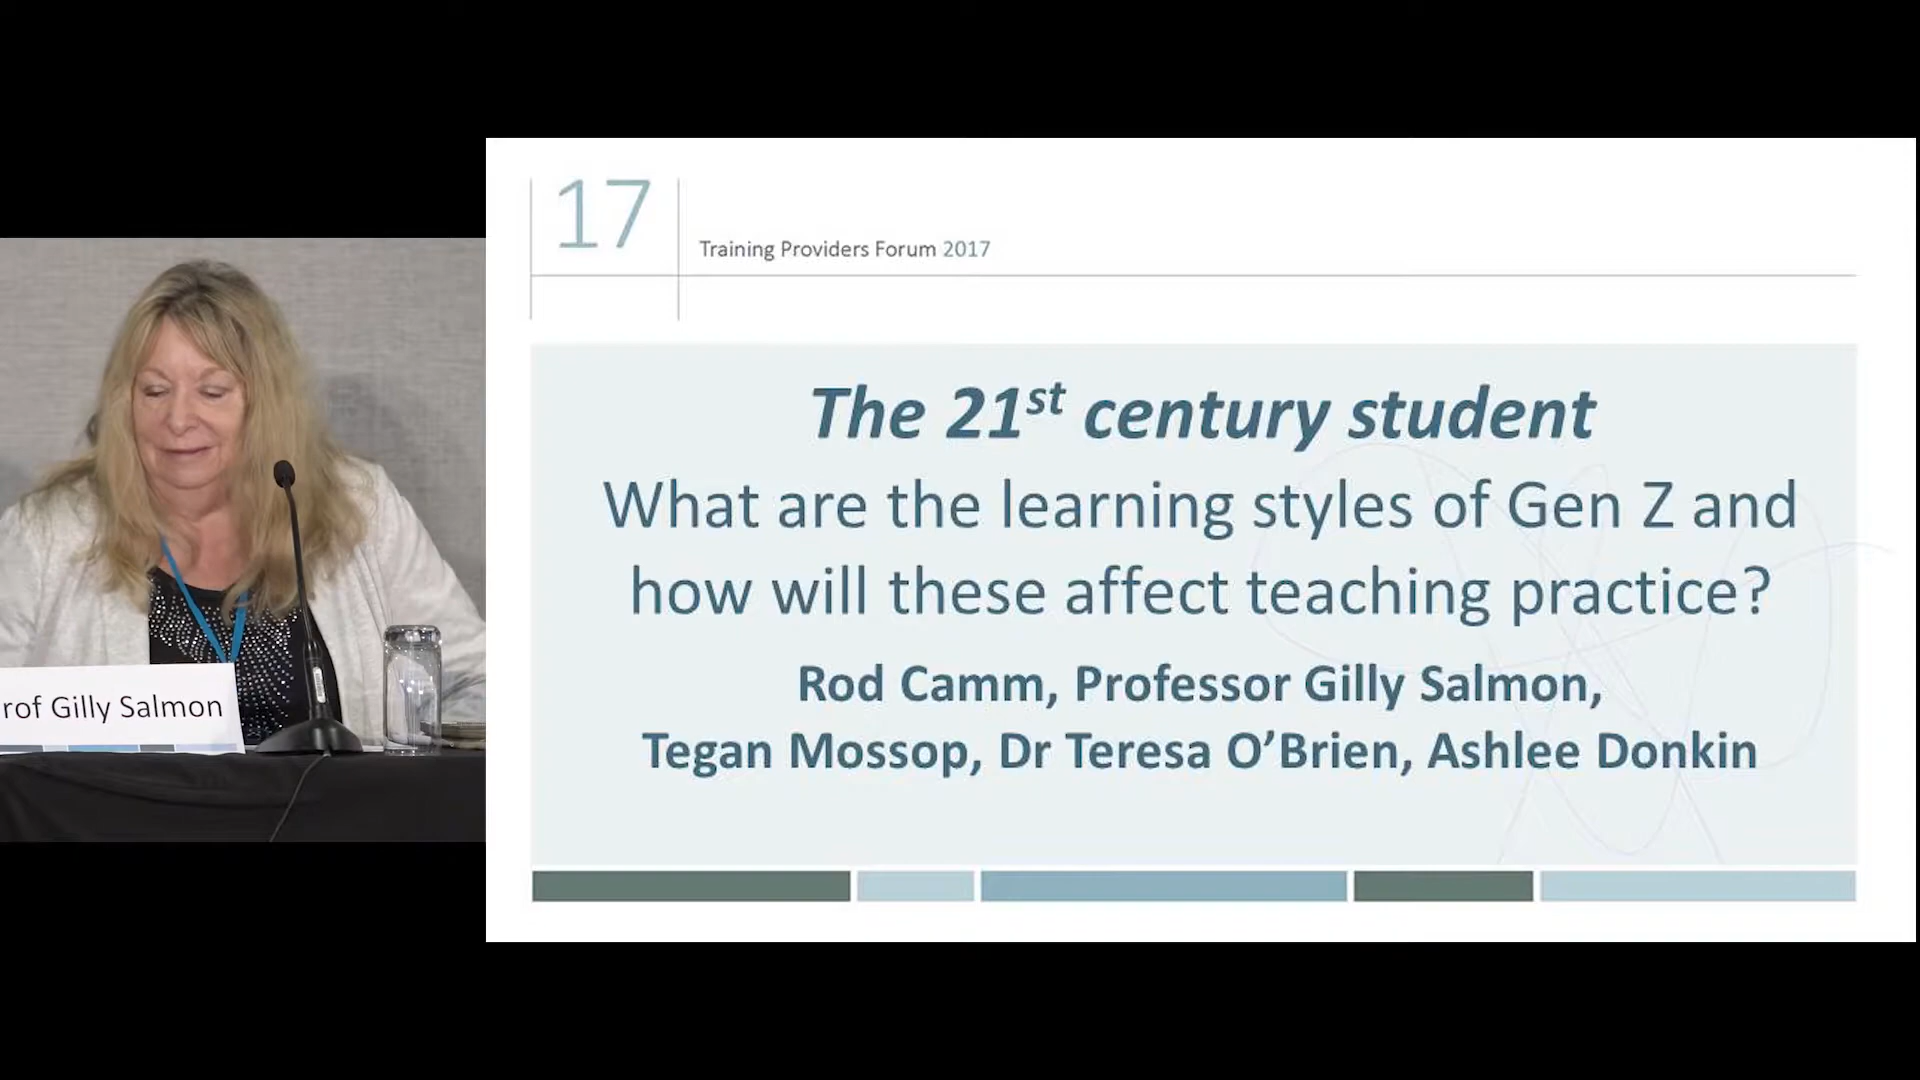 17
Training Providers Forum 2017
The 21st century student
What are the learning styles of Gen Z and
how will these affect teaching practice?
Rod Camm, Professor Gilly Salmon,
Tegan Mossop, Dr Teresa O’Brien, Ashlee Donkin
rof Gilly Salmon